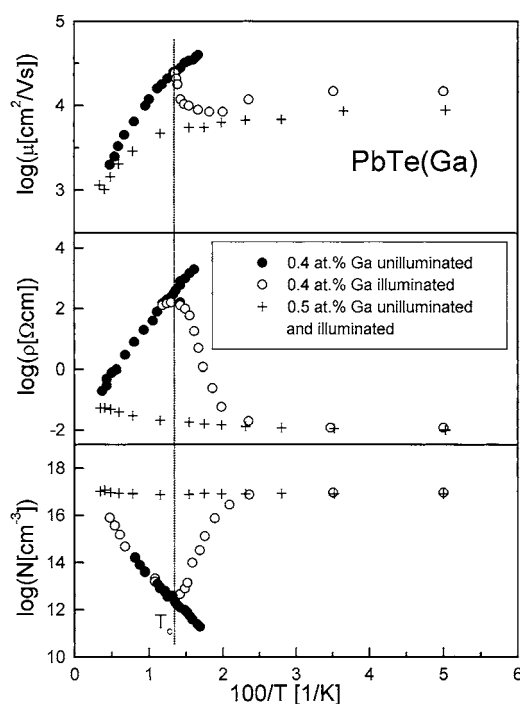 5
4
3
log(μ[cm²/Vs)
PbTe(Ga)
4
2
0
-2
log(ρ[Ωcm)
0.4 at.% Ga unilluminated
0.4 at.% Ga illuminated
0.5 at.% Ga unilluminated
and illuminated
18
16
14
12
10
log(N[cm⁻³)
T꜀
0 1 2 3 4 5 6
100/T [1/K]